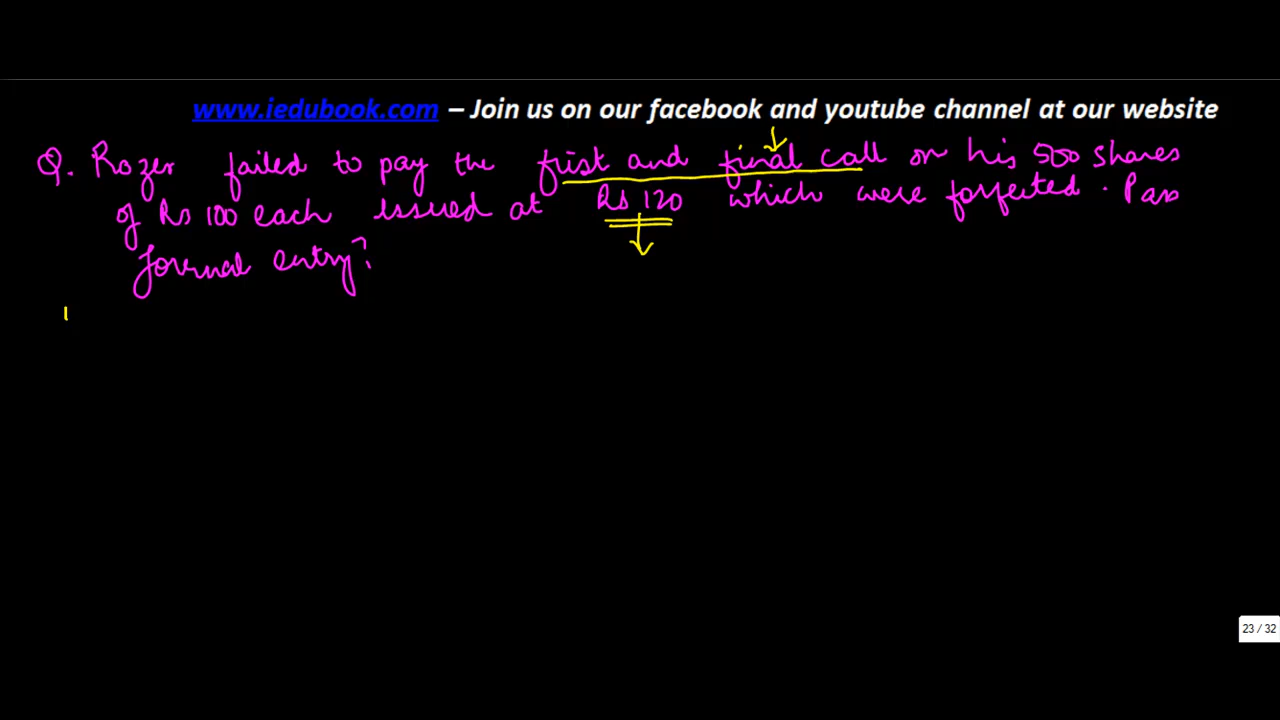 www.iedubook.com – Join us on our facebook and youtube channel at our website
Q. Rozer failed to pay the first and final call on his 500 shares
of Rs 100 each issued at Rs 120 which were forfeited. Pass
Journal entry?
23 / 32